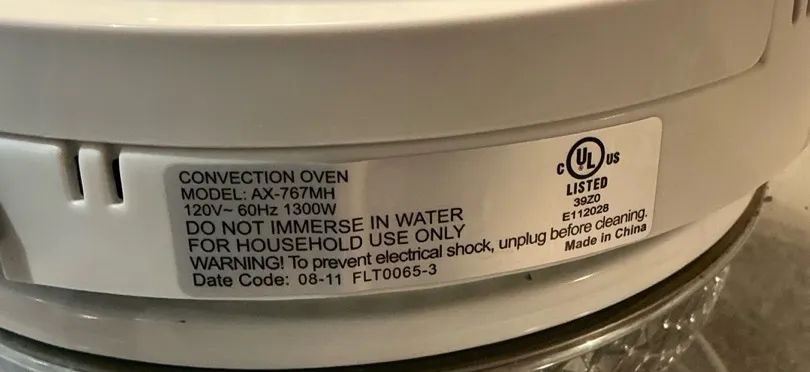 CONVECTION OVEN
MODEL: AX-767MH
120V~ 60Hz 1300W
DO NOT IMMERSE IN WATER
FOR HOUSEHOLD USE ONLY
WARNING! To prevent electrical shock, unplug before cleaning.
Date Code: 08-11 FLT0065-3
C UL US
LISTED
39Z0
E112028
Made in China